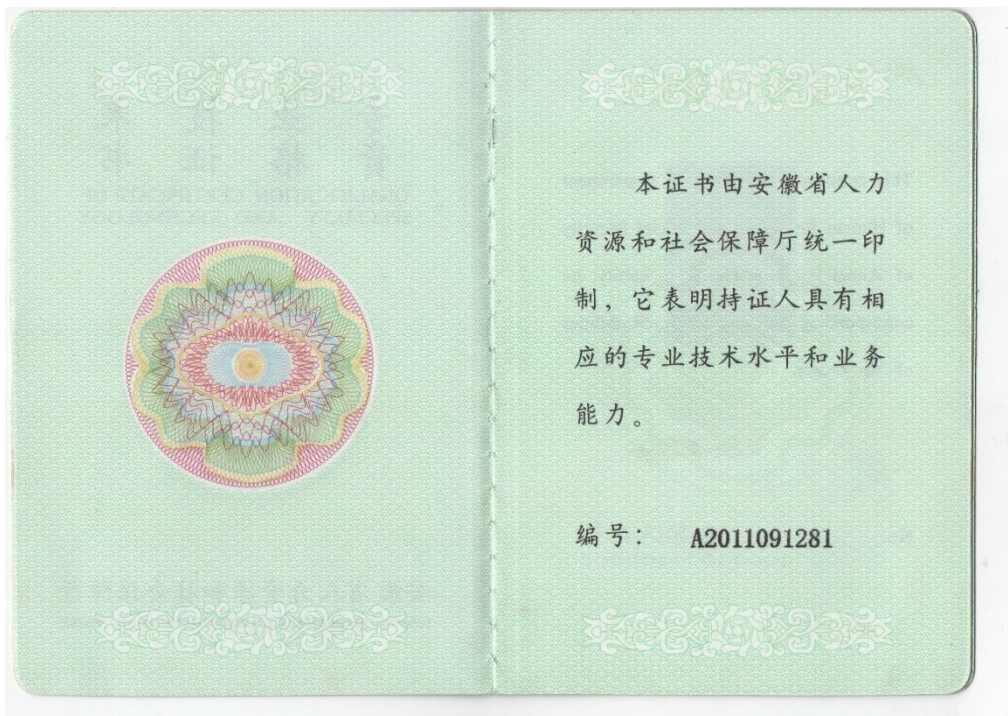 本证书由安徽省人力
资源和社会保障厅统一印
制，它表明持证人具有相
应的专业技术水平和业务
能力。
编号： A2011091281